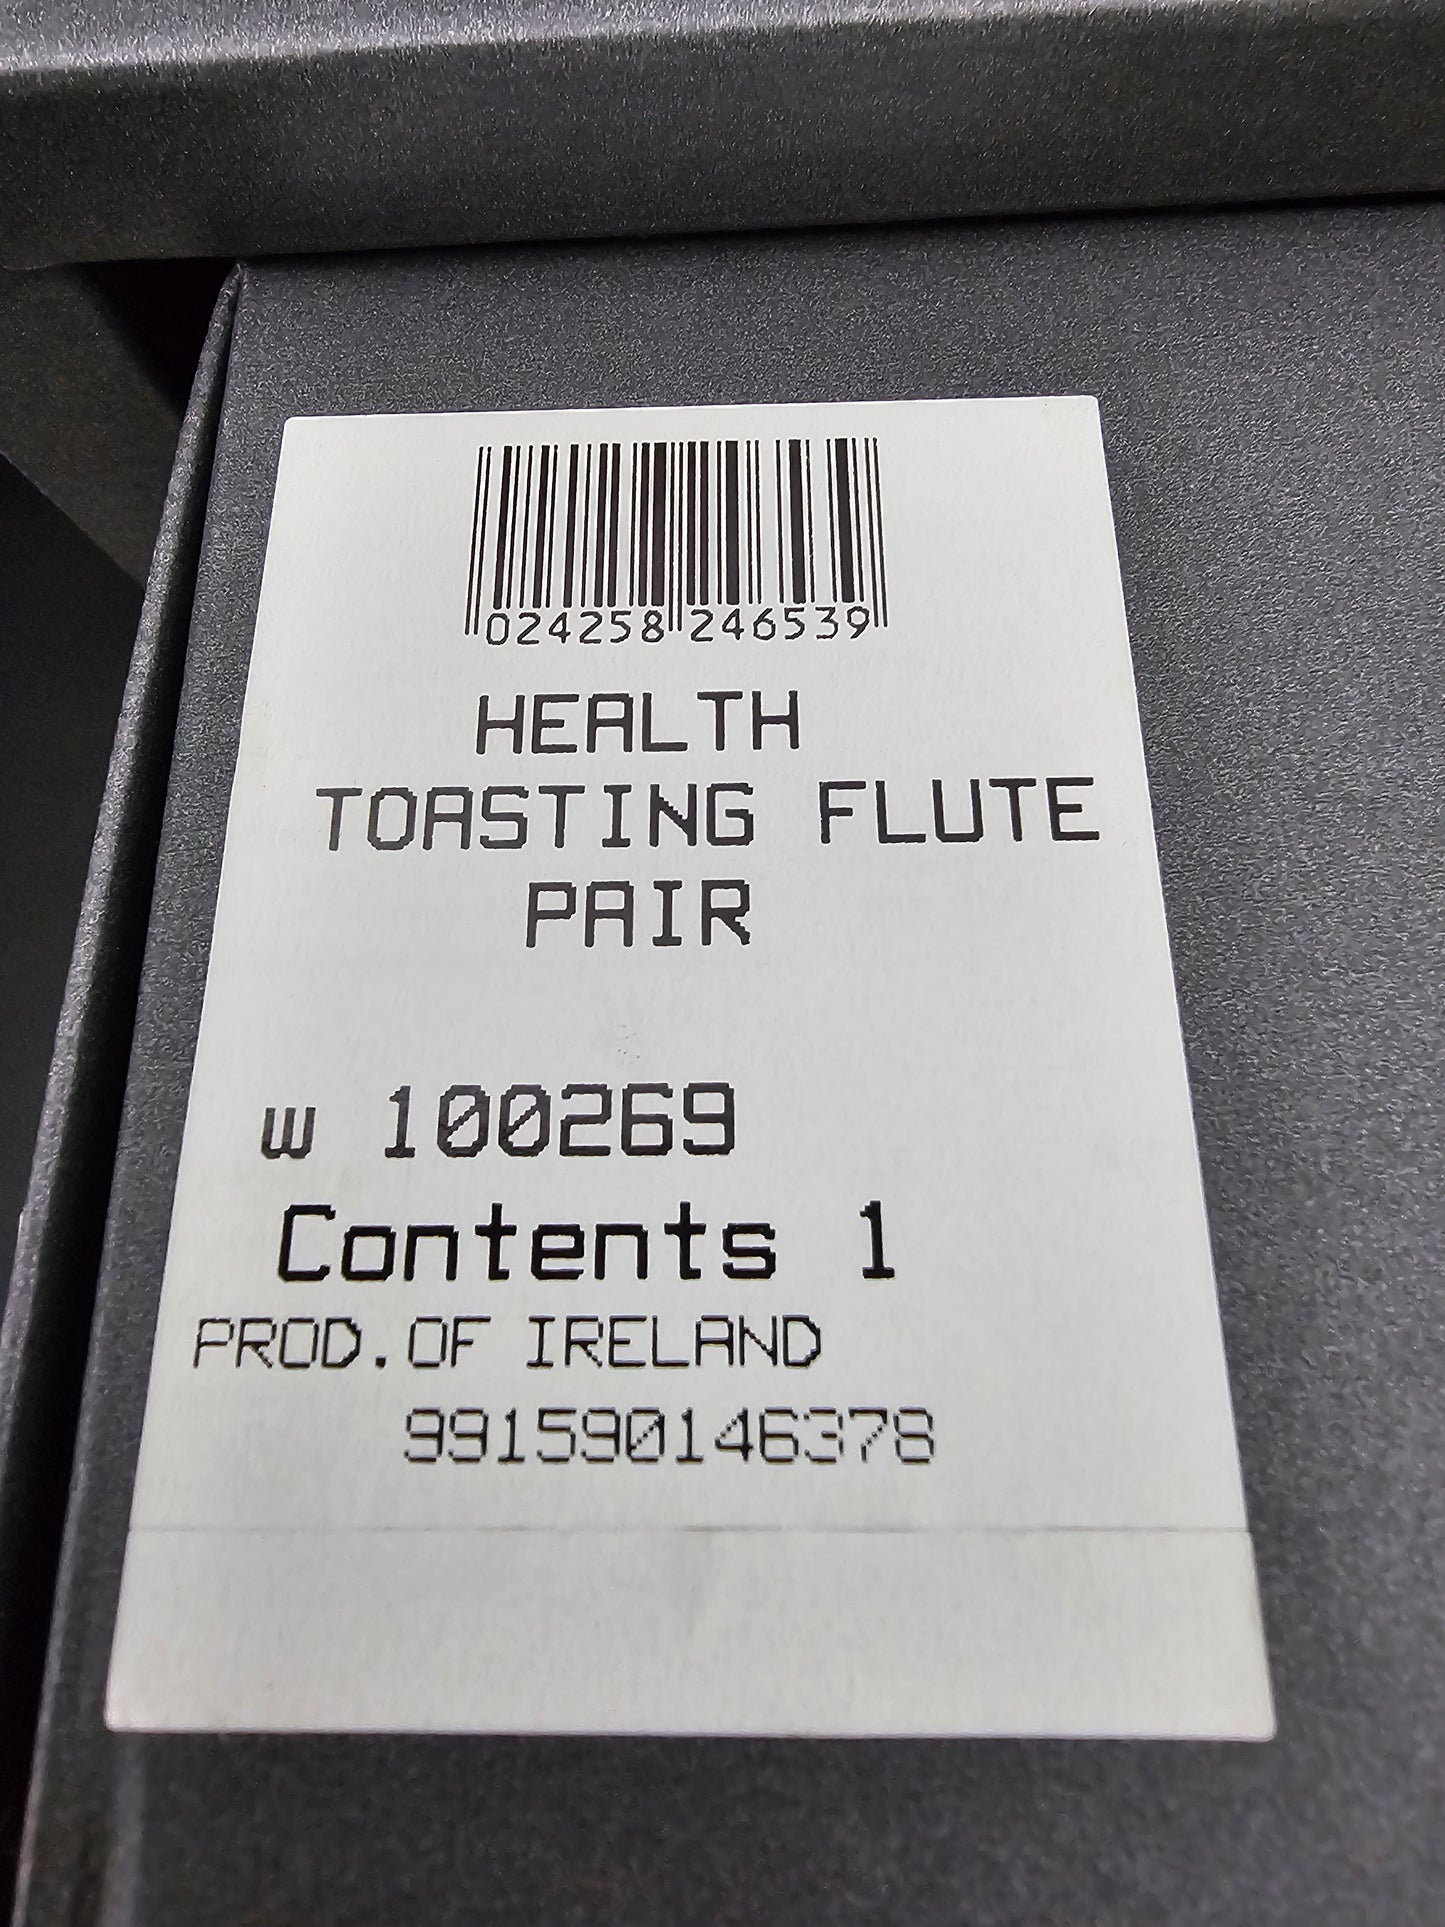 024258 246539
HEALTH
TOASTING FLUTE
PAIR
W 100269
Contents 1
PROD.OF IRELAND
991590146378